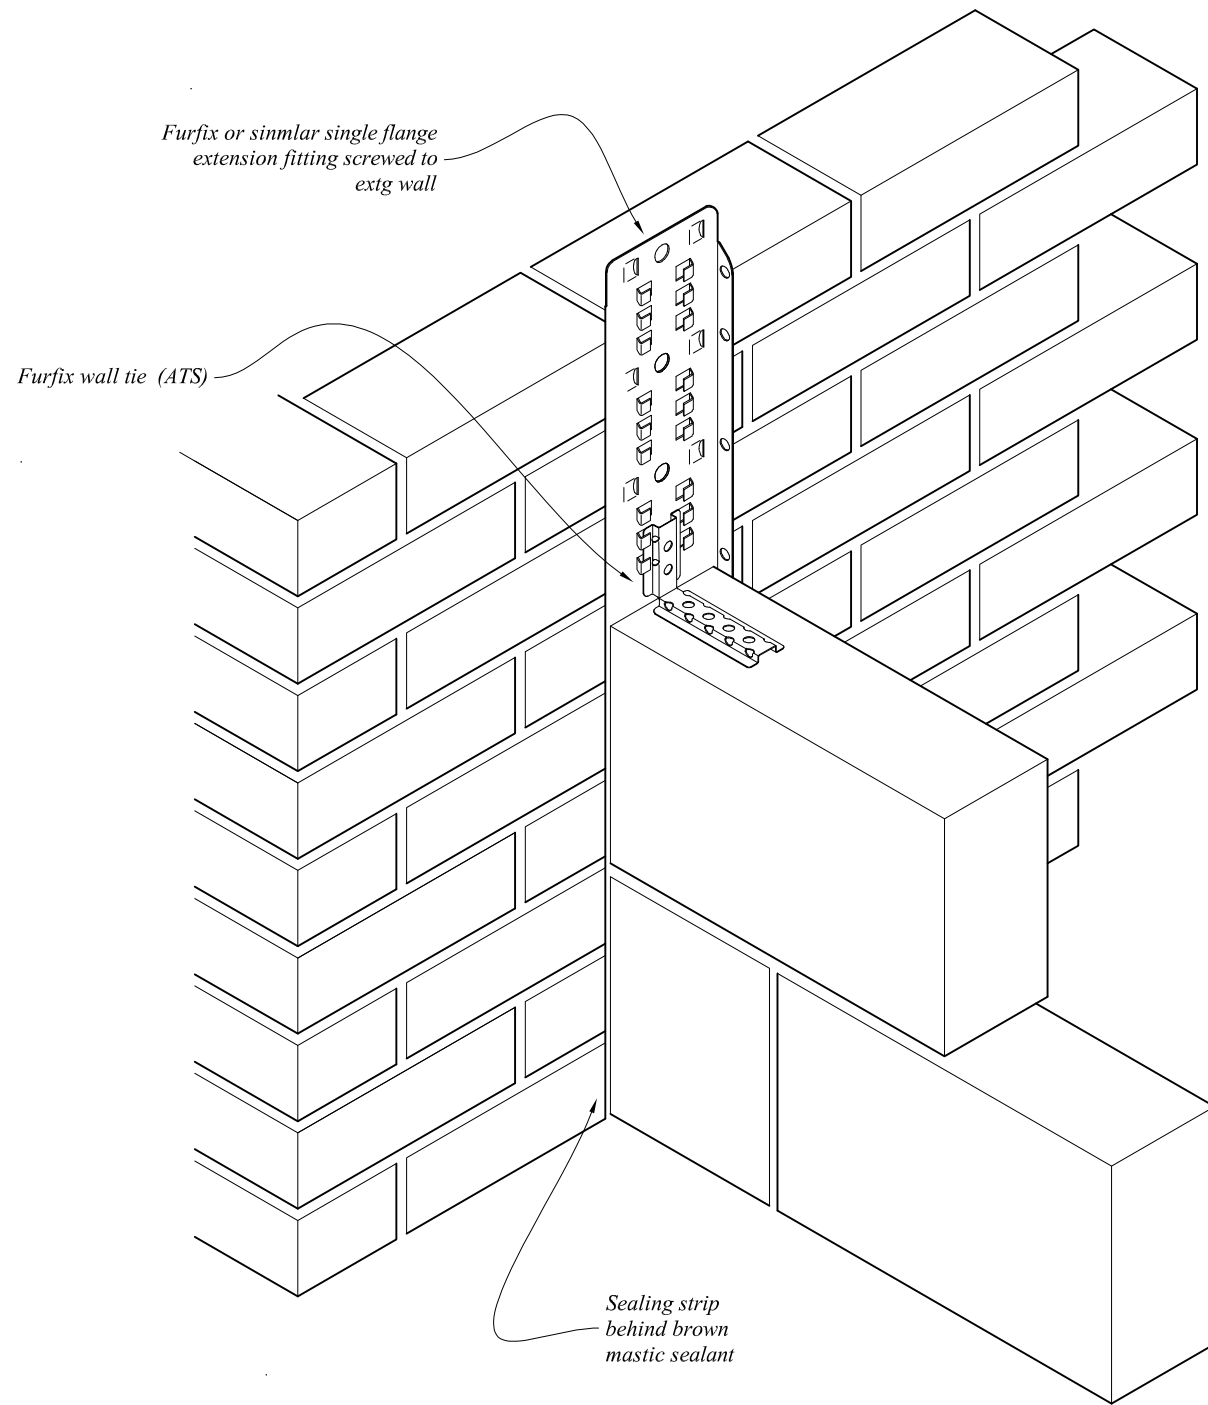 Furfix or sinmlar single flange
extension fitting screwed to
extg wall
Furfix wall tie (ATS)
Sealing strip
behind brown
mastic sealant